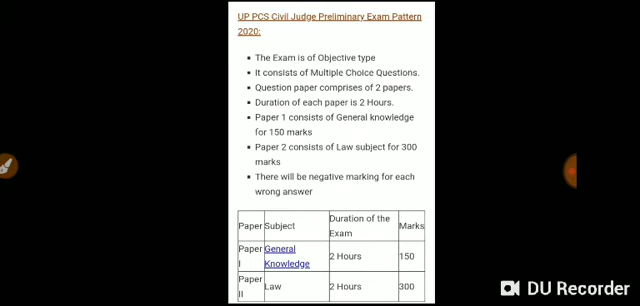 UP PCS Civil Judge Preliminary Exam Pattern
2020:
▪ The Exam is of Objective type
▪ It consists of Multiple Choice Questions.
▪ Question paper comprises of 2 papers.
▪ Duration of each paper is 2 Hours.
▪ Paper 1 consists of General knowledge
for 150 marks
▪ Paper 2 consists of Law subject for 300
marks
▪ There will be negative marking for each
wrong answer
Paper Subject Duration of the Exam Marks
Paper I General Knowledge 2 Hours 150
Paper II Law 2 Hours 300
DU Recorder